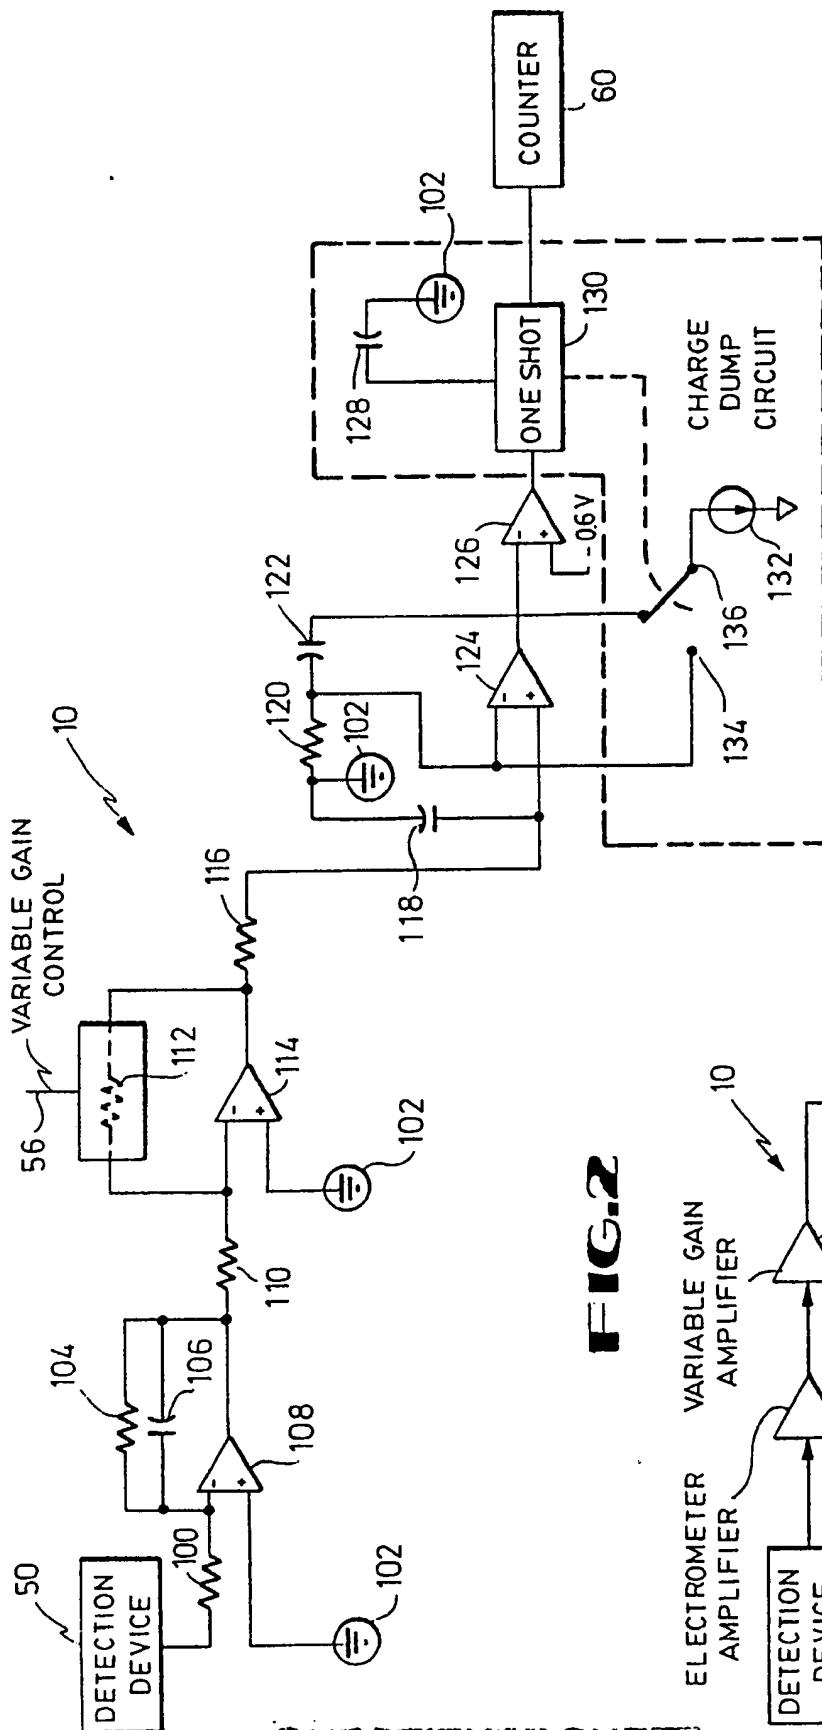 50
DETECTION
DEVICE
100
102
104
106
108
110
56
VARIABLE GAIN
CONTROL
112
-
+
114
102
116
10
118
120
102
122
124
126
- 0.6 V
128
102
ONE SHOT
130
COUNTER
60
CHARGE
DUMP
CIRCUIT
132
134
136
FIG.2
10
ELECTROMETER
AMPLIFIER
VARIABLE GAIN
AMPLIFIER
DETECTION